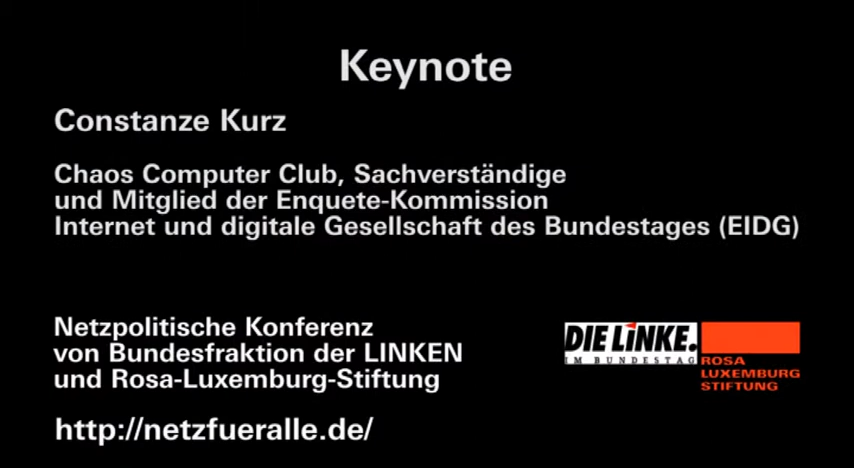 Keynote
Constanze Kurz
Chaos Computer Club, Sachverständige
und Mitglied der Enquete-Kommission
Internet und digitale Gesellschaft des Bundestages (EIDG)
Netzpolitische Konferenz
von Bundesfraktion der LINKEN
und Rosa-Luxemburg-Stiftung
DIE LINKE.
IM BUNDESTAG
ROSA
LUXEMBURG
STIFTUNG
http://netzfueralle.de/